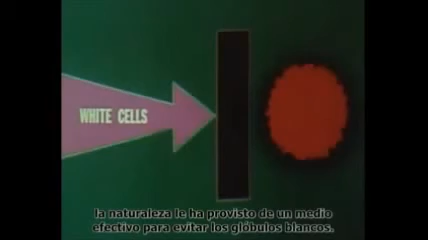 WHITE CELLS
la naturaleza le ha provisto de un medio
efectivo para evitar los glóbulos blancos.